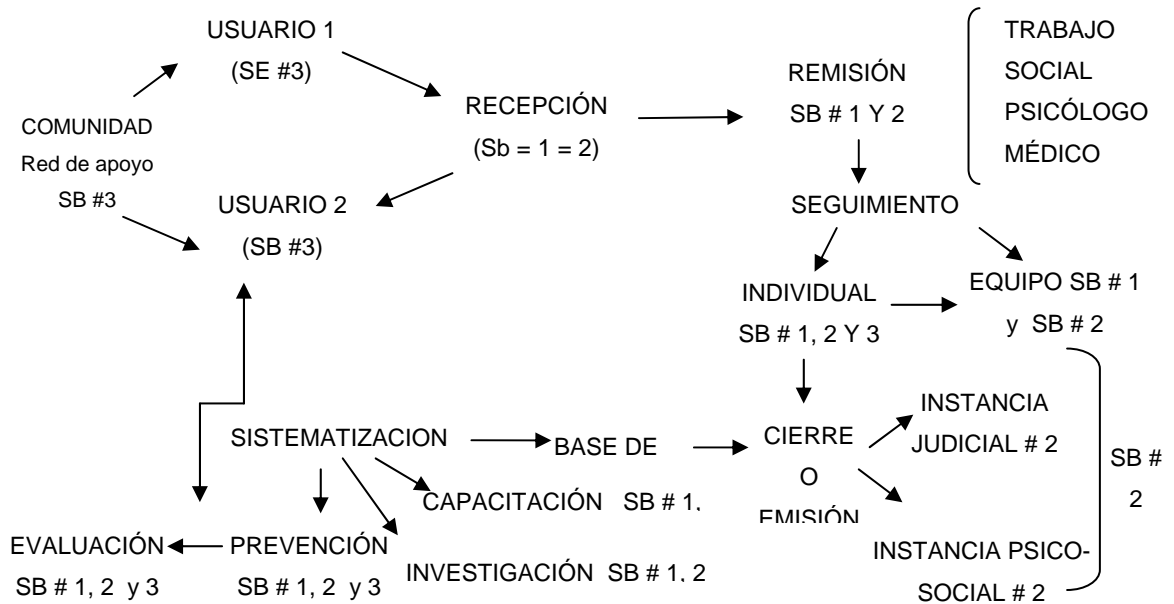 USUARIO 1
(SE #3)
COMUNIDAD
Red de apoyo
SB #3
USUARIO 2
(SB #3)
RECEPCIÓN
(Sb = 1 = 2)
REMISIÓN
SB # 1 Y 2
TRABAJO
SOCIAL
PSICÓLOGO
MÉDICO
SEGUIMIENTO
INDIVIDUAL
SB # 1, 2 Y 3
EQUIPO SB # 1
y SB # 2
SISTEMATIZACION
BASE DE
CAPACITACIÓN SB # 1,
INVESTIGACIÓN SB # 1, 2
PREVENCIÓN
SB # 1, 2 y 3
EVALUACIÓN
SB # 1, 2 y 3
CIERRE
O
EMISIÓN
INSTANCIA
JUDICIAL # 2
INSTANCIA PSICO-
SOCIAL # 2
SB #
2